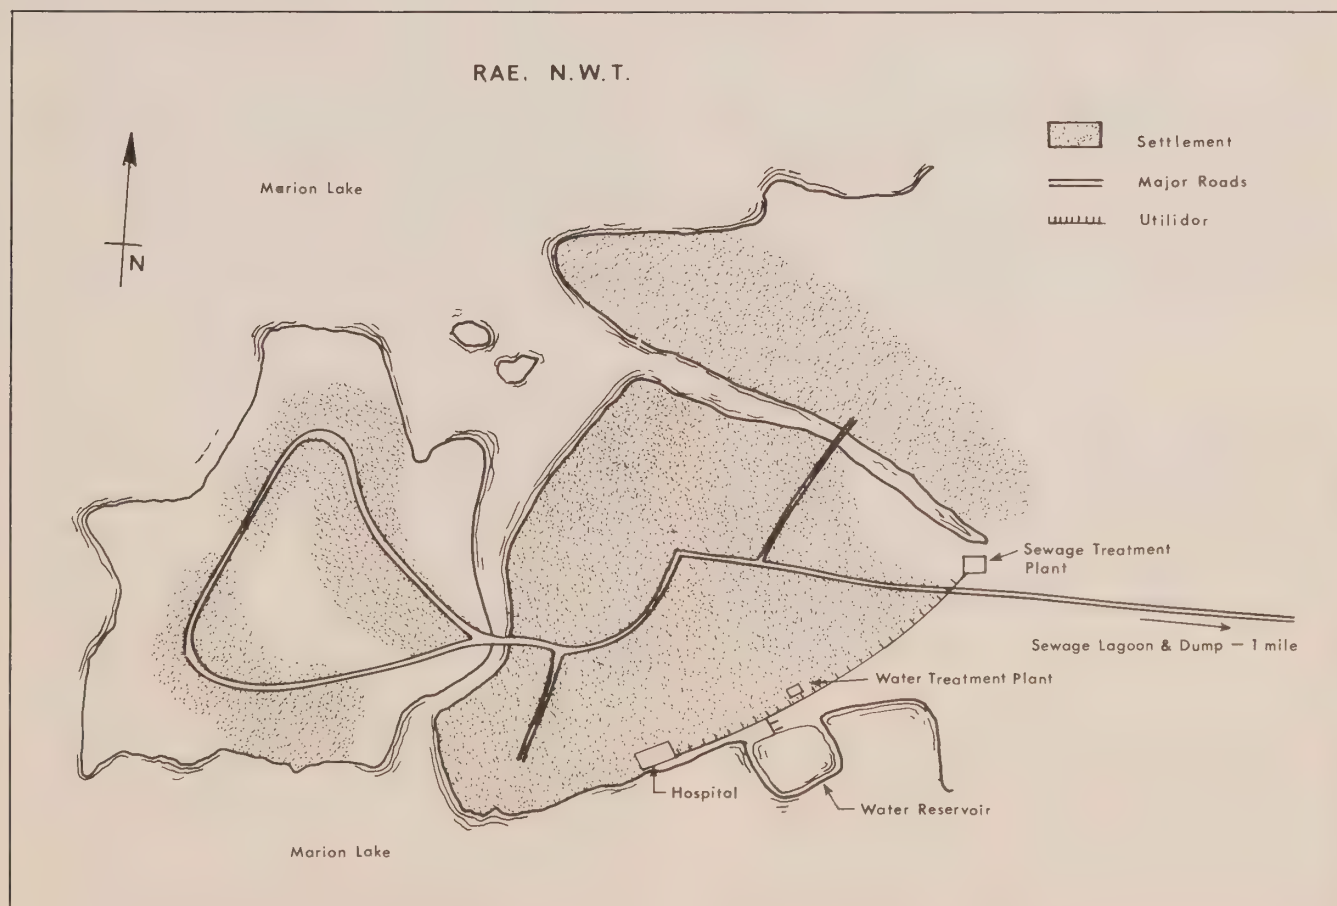 RAE, N.W.T.
Settlement
Major Roads
Utilidor
Marion Lake
N
Sewage Treatment
Plant
Sewage Lagoon & Dump — 1 mile
Water Treatment Plant
Hospital
Water Reservoir
Marion Lake